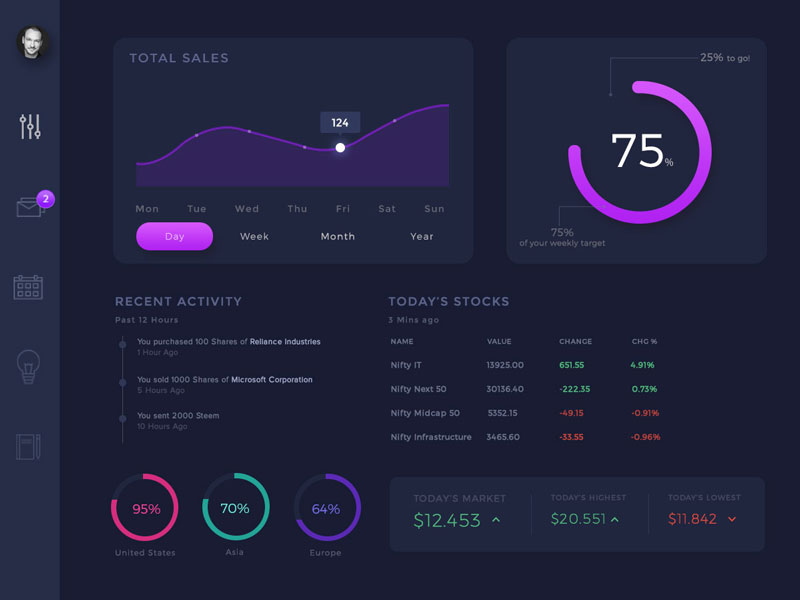 2
TOTAL SALES
124
Mon Tue Wed Thu Fri Sat Sun
Day Week Month Year
25% to go!
75%
75%
of your weekly target
RECENT ACTIVITY
Past 12 Hours
You purchased 100 Shares of Reliance Industries
1 Hour Ago
You sold 1000 Shares of Microsoft Corporation
5 Hours Ago
You sent 2000 Steem
10 Hours Ago
TODAY'S STOCKS
3 Mins ago
NAME VALUE CHANGE CHG %
Nifty IT 13925.00 651.55 4.91%
Nifty Next 50 30136.40 -222.35 0.73%
Nifty Midcap 50 5352.15 -49.15 -0.91%
Nifty Infrastructure 3465.60 -33.55 -0.96%
95% 70% 64%
United States Asia Europe
TODAY'S MARKET TODAY'S HIGHEST TODAY'S LOWEST
$12.453 $20.551 $11.842